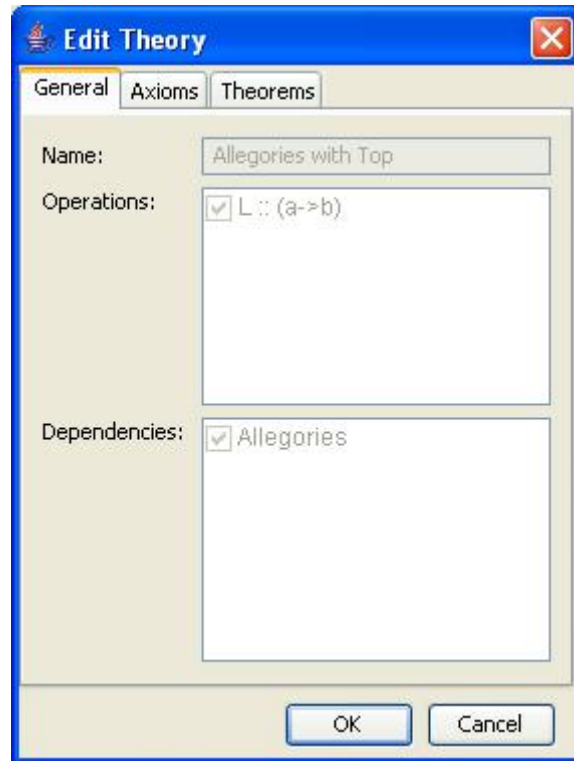 Edit Theory
General Axioms Theorems
Name: Allegories with Top
Operations: L :: (a->b)
Dependencies: Allegories
OK Cancel